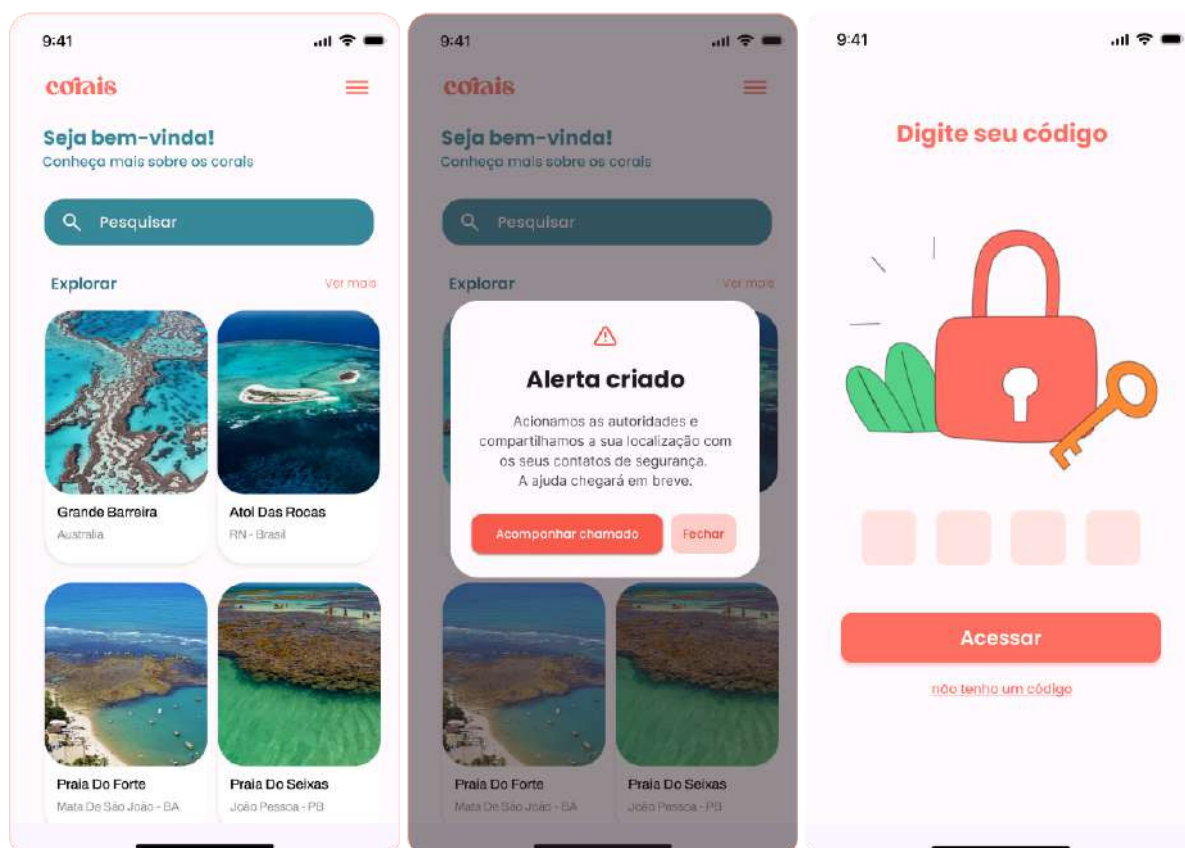 9:41
corais
Seja bem-vinda!
Conheça mais sobre os corais
Pesquisar
Explorar
Ver mais
Grande Barreira
Australia
Atol Das Rocas
RN - Brasil
Praia Do Forte
Mata De São João - BA
Praia Do Seixas
João Pessoa - PB
9:41
corais
Seja bem-vinda!
Conheça mais sobre os corais
Pesquisar
Explorar
Ver mais
Alerta criado
Acionamos as autoridades e
compartilhamos a sua localização com
os seus contatos de segurança.
A ajuda chegará em breve.
Acompanhar chamado
Fechar
Praia Do Forte
Mata De São João - BA
Praia Do Seixas
João Pessoa - PB
9:41
Digite seu código
Acessar
não tenho um código